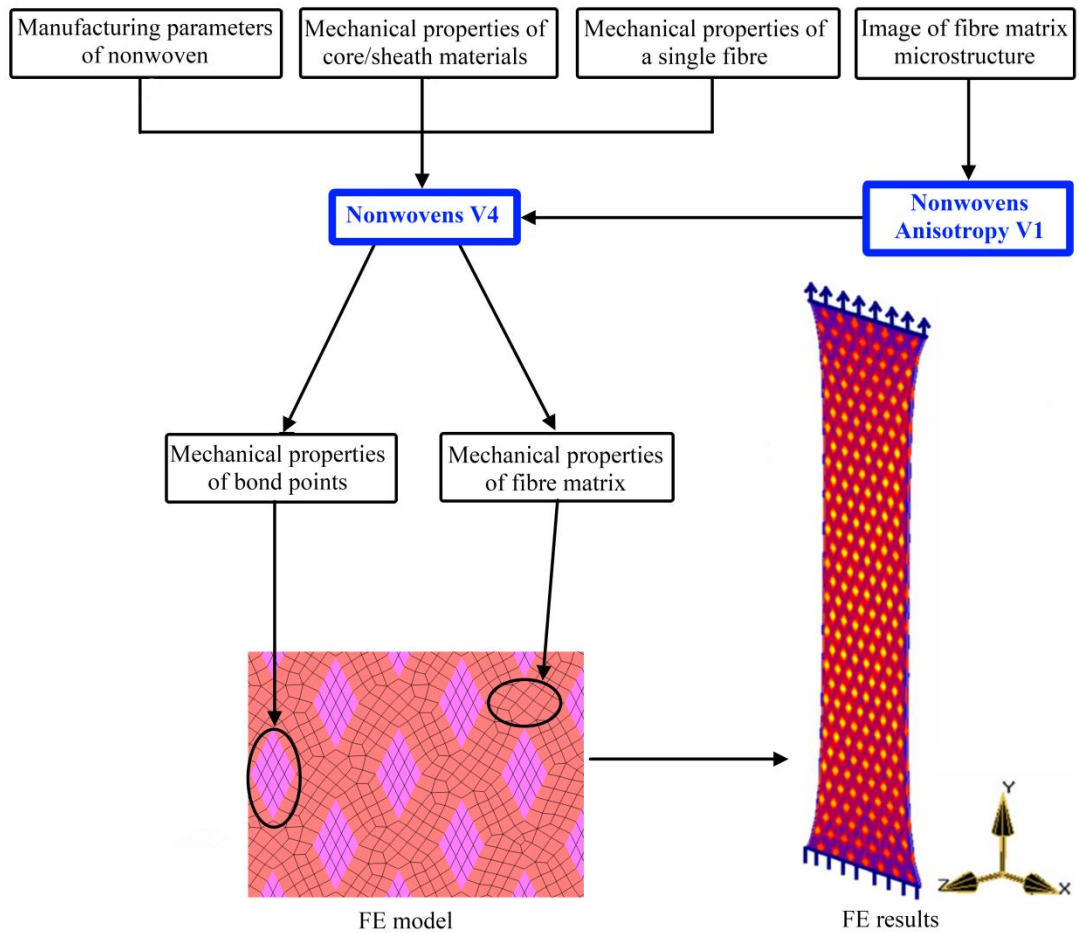 Manufacturing parameters
of nonwoven
Mechanical properties of
core/sheath materials
Mechanical properties of
a single fibre
Image of fibre matrix
microstructure
Nonwovens V4
Nonwovens
Anisotropy V1
Mechanical properties
of bond points
Mechanical properties
of fibre matrix
Y
Z
X
FE model
FE results